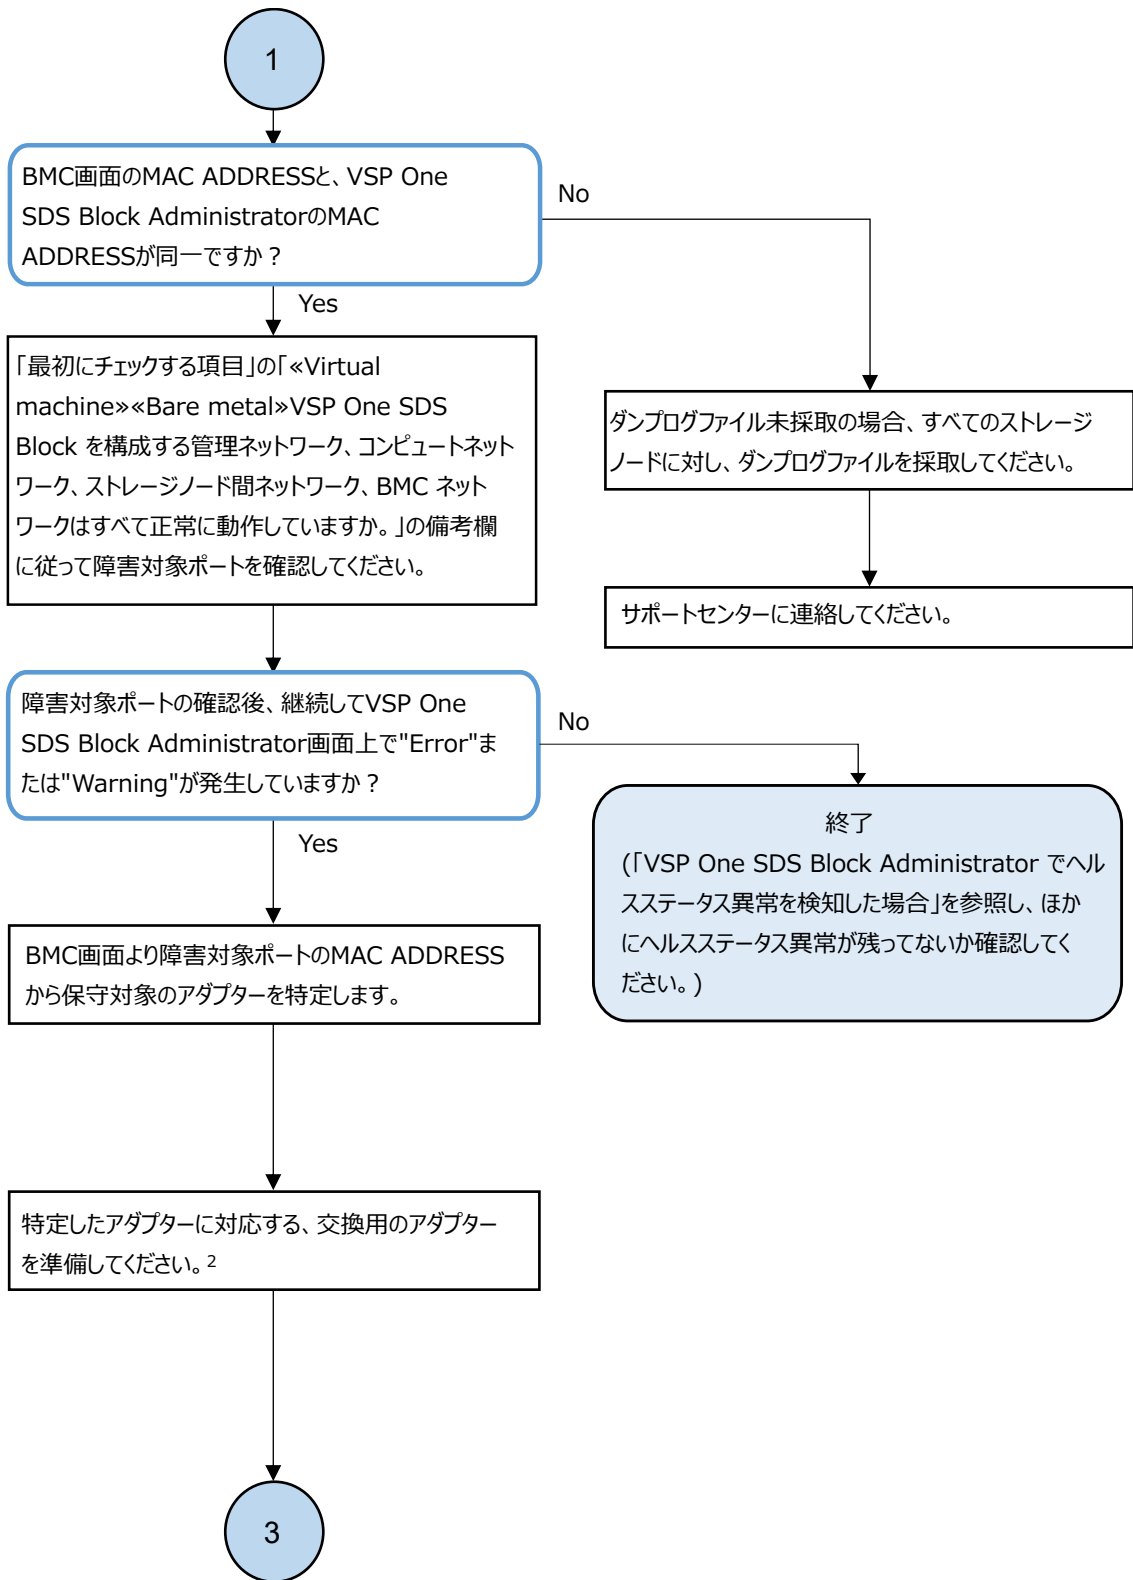 1
BMC画面のMAC ADDRESSと、VSP One
SDS Block AdministratorのMAC
ADDRESSが同一ですか？
No
Yes
「最初にチェックする項目」の「«Virtual
machine»«Bare metal»VSP One SDS
Block を構成する管理ネットワーク、コンピュートネット
ワーク、ストレージノード間ネットワーク、BMC ネット
ワークはすべて正常に動作していますか。」の備考欄
に従って障害対象ポートを確認してください。
ダンプログファイル未採取の場合、すべてのストレージ
ノードに対し、ダンプログファイルを採取してください。
サポートセンターに連絡してください。
障害対象ポートの確認後、継続してVSP One
SDS Block Administrator画面上で"Error"ま
たは"Warning"が発生していますか？
No
Yes
終了
(「VSP One SDS Block Administrator でヘル
スステータス異常を検知した場合」を参照し、ほか
にヘルスステータス異常が残ってないか確認してく
ださい。)
BMC画面より障害対象ポートのMAC ADDRESS
から保守対象のアダプターを特定します。
特定したアダプターに対応する、交換用のアダプター
を準備してください。2
3